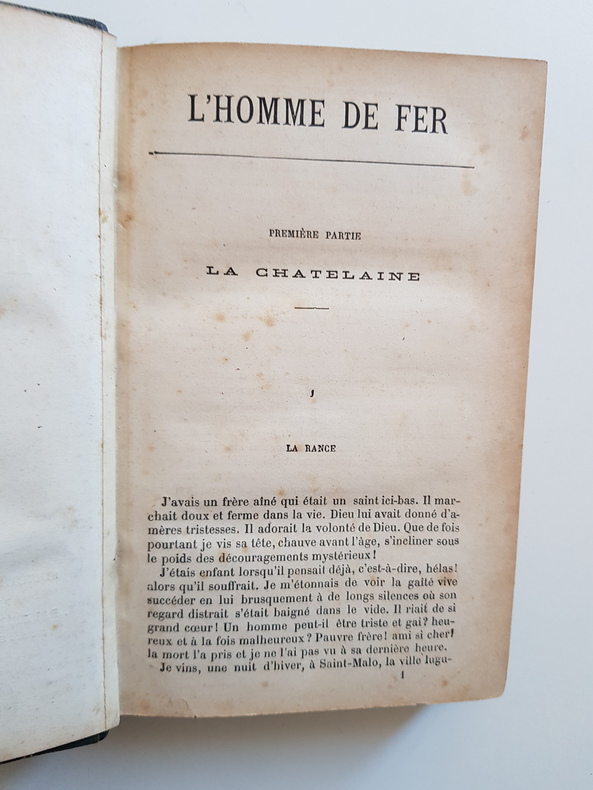 L'HOMME DE FER
PREMIÈRE PARTIE
LA CHATELAINE
LA RANCE
J'avais un frère aîné qui était un saint ici-bas. Il mar-
chait doux et ferme dans la vie. Dieu lui avait donné d'a-
mères tristesses. Il adorait la volonté de Dieu. Que de fois
pourtant je vis sa tête, chauve avant l'âge, s'incliner sous
le poids des découragements mystérieux!
J'étais enfant lorsqu'il pensait déjà, c'est-à-dire, hélas!
alors qu'il souffrait. Je m'étonnais de voir la gaîté vive
succéder en lui brusquement à de longs silences où son
regard distrait s'était baigné dans le vide. Il riait de si
grand cœur! Un homme peut-il être triste et gai? heu-
reux et à la fois malheureux? Pauvre frère! ami si cher!
la mort l'a pris et je ne l'ai pas vu à sa dernière heure.
Je vins, une nuit d'hiver, à Saint-Malo, la ville lugu-
1